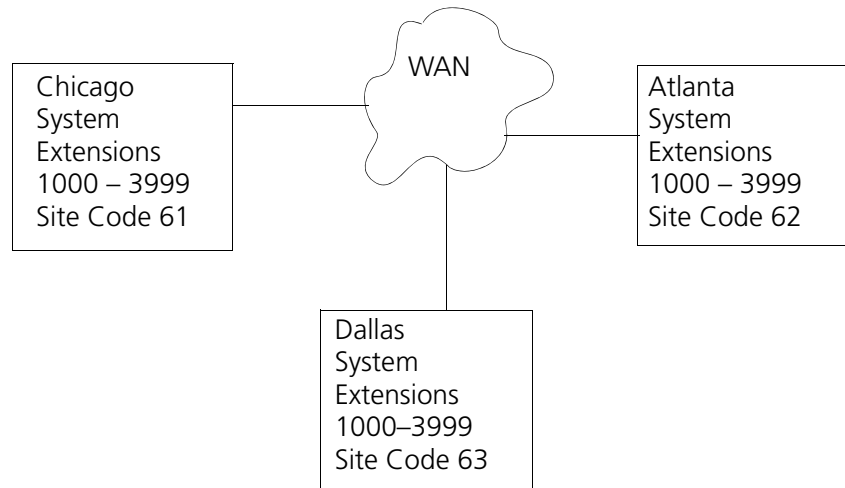 WAN
Chicago
System
Extensions
1000 – 3999
Site Code 61
Atlanta
System
Extensions
1000 – 3999
Site Code 62
Dallas
System
Extensions
1000–3999
Site Code 63